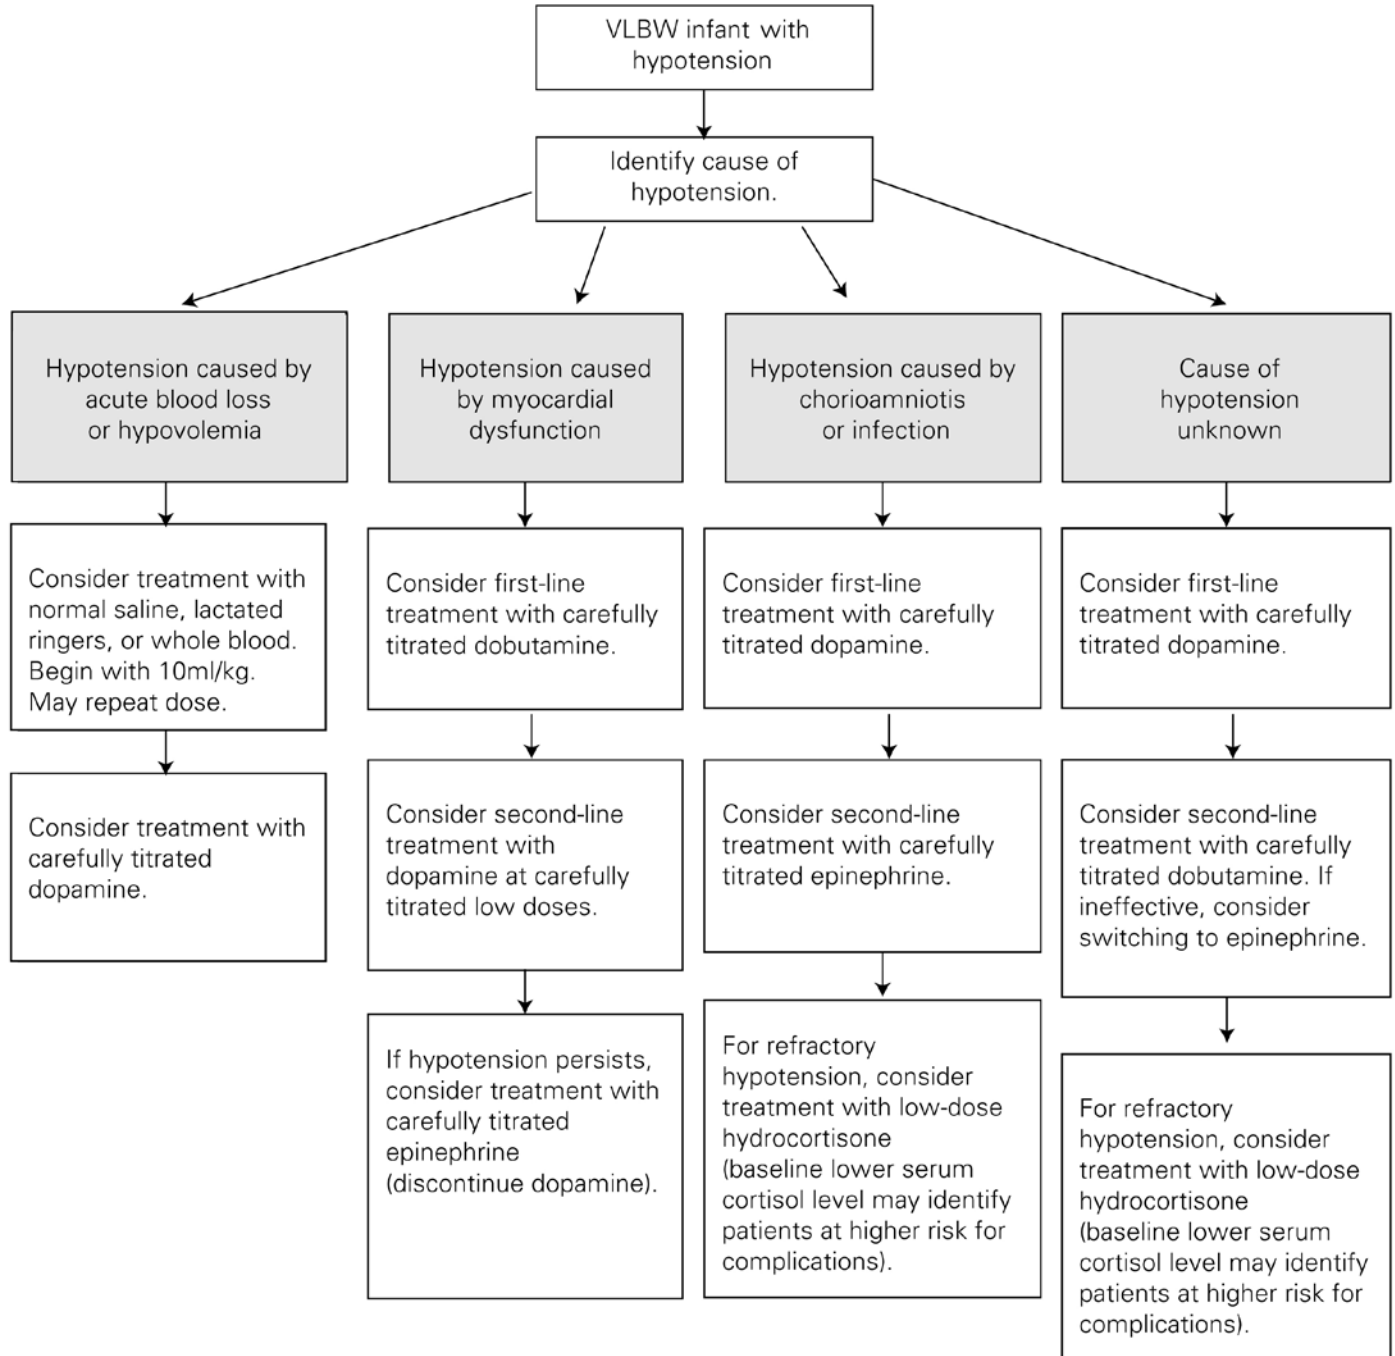 VLBW infant with
hypotension
Identify cause of
hypotension.
Hypotension caused by
acute blood loss
or hypovolemia
Consider treatment with
normal saline, lactated
ringers, or whole blood.
Begin with 10ml/kg.
May repeat dose.
Consider treatment with
carefully titrated
dopamine.
Hypotension caused
by myocardial
dysfunction
Consider first-line
treatment with carefully
titrated dobutamine.
Consider second-line
treatment with
dopamine at carefully
titrated low doses.
If hypotension persists,
consider treatment with
carefully titrated
epinephrine
(discontinue dopamine).
Hypotension caused by
chorioamniotis
or infection
Consider first-line
treatment with carefully
titrated dopamine.
Consider second-line
treatment with carefully
titrated epinephrine.
For refractory
hypotension, consider
treatment with low-dose
hydrocortisone
(baseline lower serum
cortisol level may identify
patients at higher risk for
complications).
Cause of
hypotension
unknown
Consider first-line
treatment with carefully
titrated dopamine.
Consider second-line
treatment with carefully
titrated dobutamine. If
ineffective, consider
switching to epinephrine.
For refractory
hypotension, consider
treatment with low-dose
hydrocortisone
(baseline lower serum
cortisol level may identify
patients at higher risk for
complications).